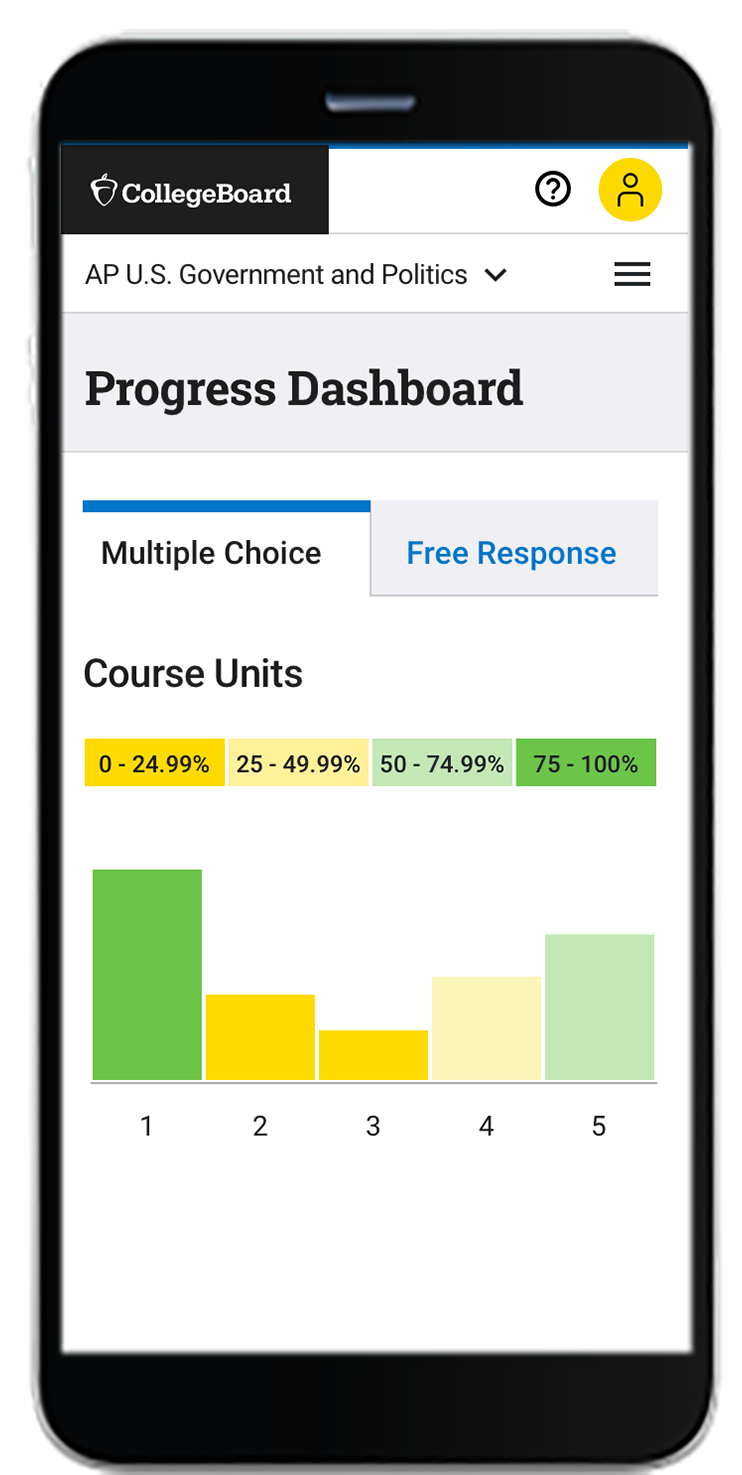 CollegeBoard
AP U.S. Government and Politics
Progress Dashboard
Multiple Choice Free Response
Course Units
0 - 24.99% 25 - 49.99% 50 - 74.99% 75 - 100%
1 2 3 4 5